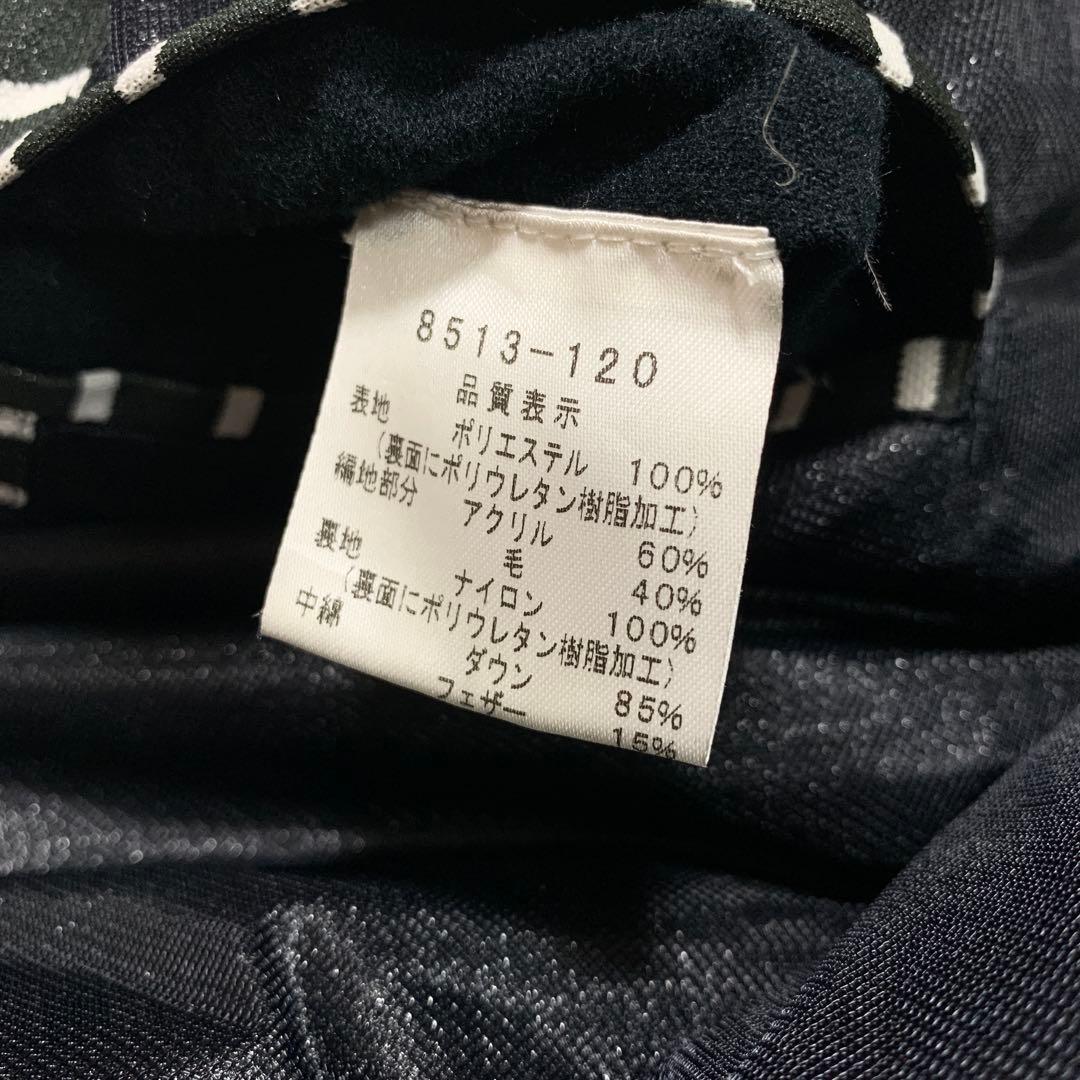 8513-120
品質表示
表地 ポリエステル 100%
(裏面にポリウレタン樹脂加工)
編地部分 アクリル 60%
毛 40%
裏地 ナイロン 100%
(裏面にポリウレタン樹脂加工)
中綿 ダウン 85%
フェザー 15%